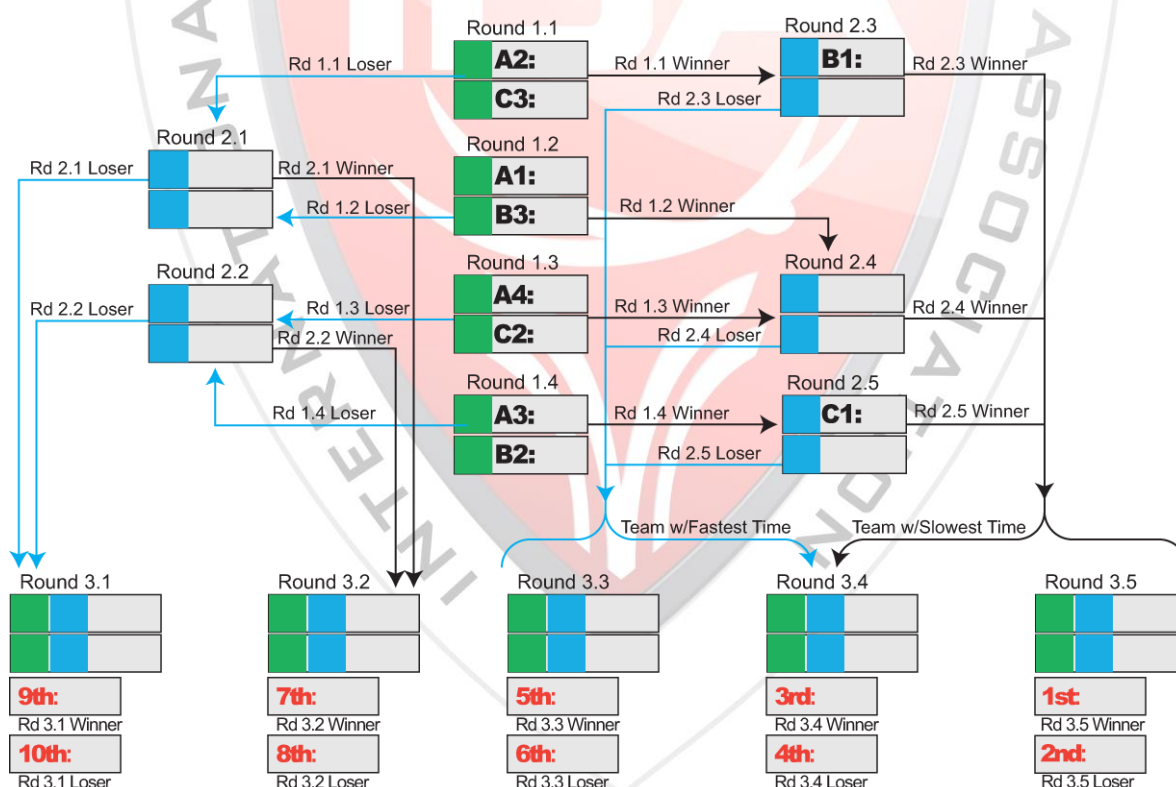 Round 1.1
Round 2.3
A2:
B1:
Rd 1.1 Loser
Rd 1.1 Winner
Rd 2.3 Winner
C3:
Rd 2.3 Loser
Round 2.1
Round 1.2
Rd 2.1 Loser
Rd 2.1 Winner
A1:
Rd 1.2 Loser
B3:
Rd 1.2 Winner
Round 2.2
Round 1.3
Round 2.4
Rd 2.2 Loser
Rd 1.3 Loser
A4:
Rd 1.3 Winner
Rd 2.4 Winner
Rd 2.2 Winner
C2:
Rd 2.4 Loser
Round 1.4
Round 2.5
Rd 1.4 Loser
A3:
Rd 1.4 Winner
C1:
Rd 2.5 Winner
B2:
Rd 2.5 Loser
Team w/Fastest Time
Team w/Slowest Time
Round 3.1
Round 3.2
Round 3.3
Round 3.4
Round 3.5
9th:
7th:
5th:
3rd:
1st:
Rd 3.1 Winner
Rd 3.2 Winner
Rd 3.3 Winner
Rd 3.4 Winner
Rd 3.5 Winner
10th:
8th:
6th:
4th:
2nd:
Rd 3.1 Loser
Rd 3.2 Loser
Rd 3.3 Loser
Rd 3.4 Loser
Rd 3.5 Loser
INTERNATIONA
ASSOCIATION